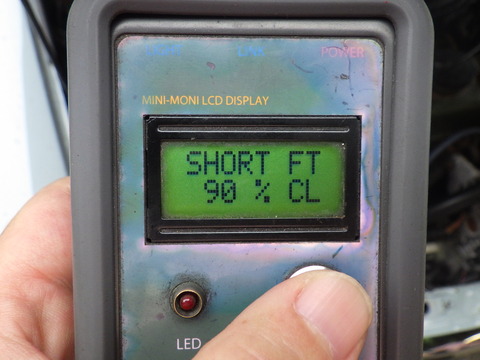 POWER
MINI-MONI LCD DISPLAY
SHORT FT
90 % CL
LED